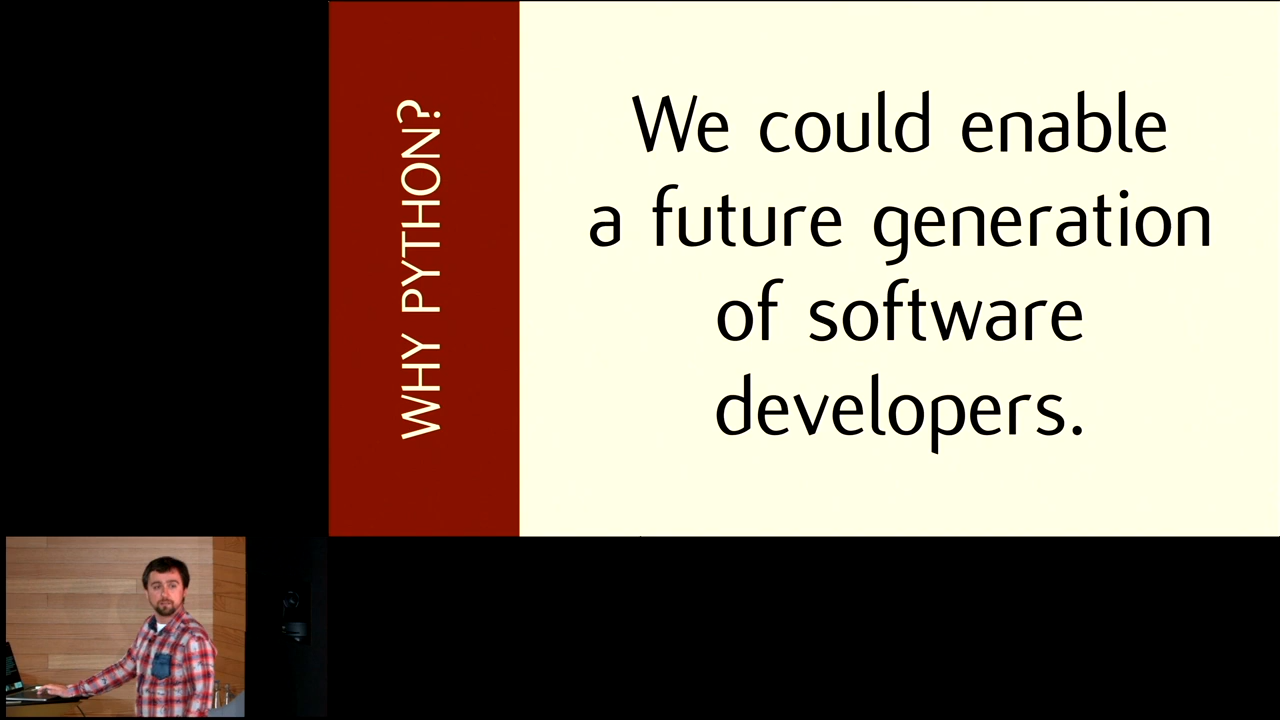 WHY PYTHON?
We could enable
a future generation
of software
developers.